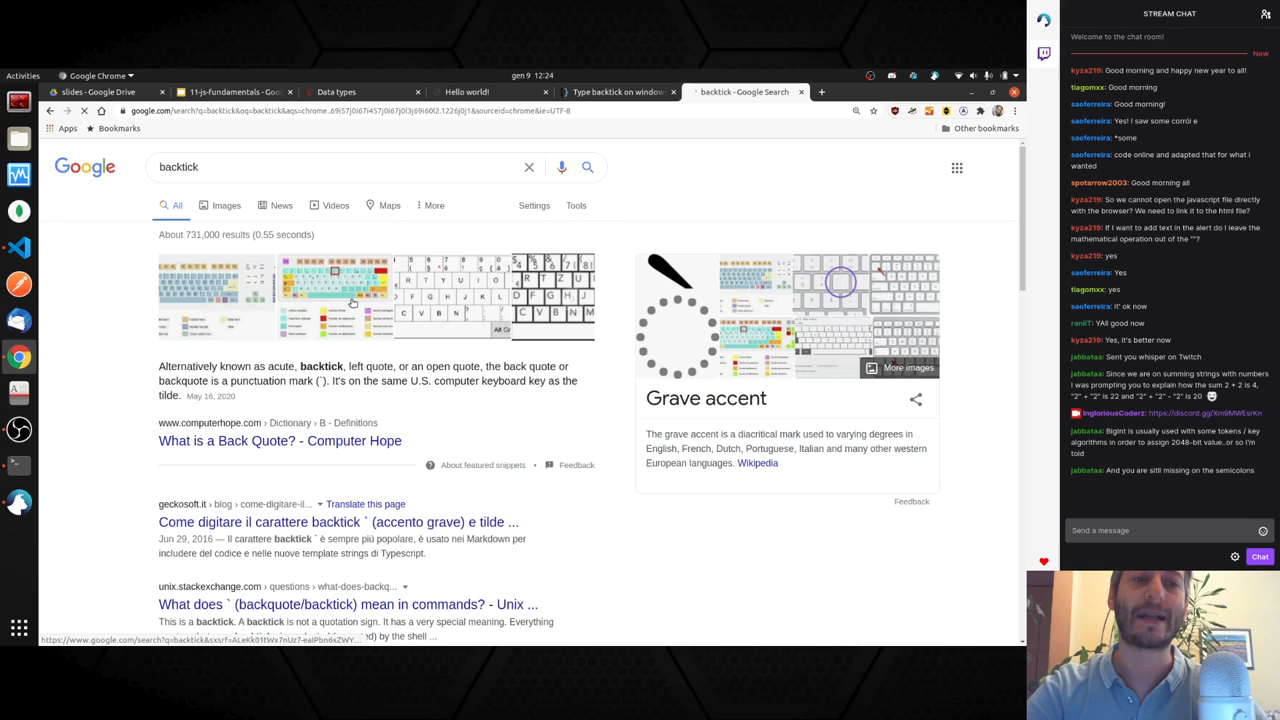 Activities
Google Chrome
gen 9 12:24
slides - Google Drive
11-js-fundamentals - Goog
Data types
Hello world!
Type backtick on window
backtick - Google Search
google.com/search?q=backtick&oq=backtick&aqs=chrome
Apps
Bookmarks
Other bookmarks
Google
backtick
All
Images
News
Videos
Maps
More
Settings
Tools
About 731,000 results (0.55 seconds)
Alternatively known as acute, backtick, left quote, or an open quote, the back quote or
backquote is a punctuation mark (`). It's on the same U.S. computer keyboard key as the
tilde. May 16, 2020
www.computerhope.com › Dictionary › B - Definitions
What is a Back Quote? - Computer Hope
About featured snippets
Feedback
geckosoft.it › blog › come-digitare-il...
Translate this page
Come digitare il carattere backtick ` (accento grave) e tilde ...
Jun 29, 2016 — Il carattere backtick ` è sempre più popolare, è usato nei Markdown per
includere del codice e nelle nuove template strings di Typescript.
unix.stackexchange.com › questions › what-does-backq...
What does ` (backquote/backtick) mean in commands? - Unix ...
This is a backtick. A backtick is not a quotation sign. It has a very special meaning. Everything
by the shell ...
More images
Grave accent
The grave accent is a diacritical mark used to varying degrees in
English, French, Dutch, Portuguese, Italian and many other western
European languages. Wikipedia
Feedback
STREAM CHAT
Welcome to the chat room!
New
kyza219: Good morning and happy new year to all!
tiagomxx: Good morning
saoferreira: Good morning!
saoferreira: Yes! I saw some corrói e
saoferreira: *some
saoferreira: code online and adapted that for what i
wanted
spotarrow2003: Good morning all
kyza219: So we cannot open the javascript file directly
with the browser? We need to link it to the html file?
kyza219: If I want to add text in the alert do I leave the
mathematical operation out of the ""?
kyza219: yes
saoferreira: Yes
tiagomxx: yes
saoferreira: it' ok now
raniiT: YAll good now
kyza219: Yes, it's better now
jabbataa: Sent you whisper on Twitch
jabbataa: Since we are on summing strings with numbers
I was prompting you to explain how the sum 2 + 2 is 4,
"2" + "2" is 22 and "2" + "2" - "2" is 20
IngloriousCoderz: https://discord.gg/Xm9MWEsrKn
jabbataa: BigInt is usually used with some tokens / key
algorithms in order to assign 2048-bit value..or so I'm
told
jabbataa: And you are sitll missing on the semicolons
Send a message
Chat